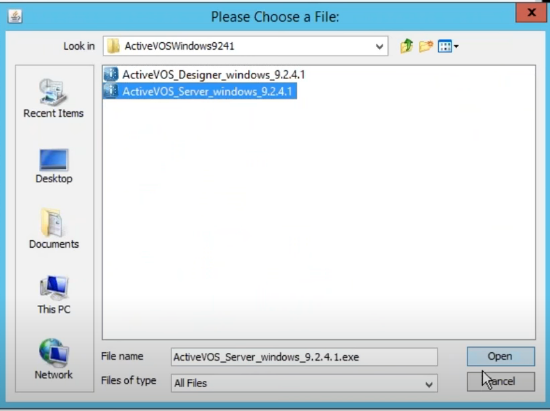 Please Choose a File:
x
Look in ActiveVOSWindows9241
ActiveVOS_Designer_windows_9.2.4.1
ActiveVOS_Server_windows_9.2.4.1
Recent Items
Desktop
Documents
This PC
Network
File name ActiveVOS_Server_windows_9.2.4.1.exe Open
Files of type All Files Cancel